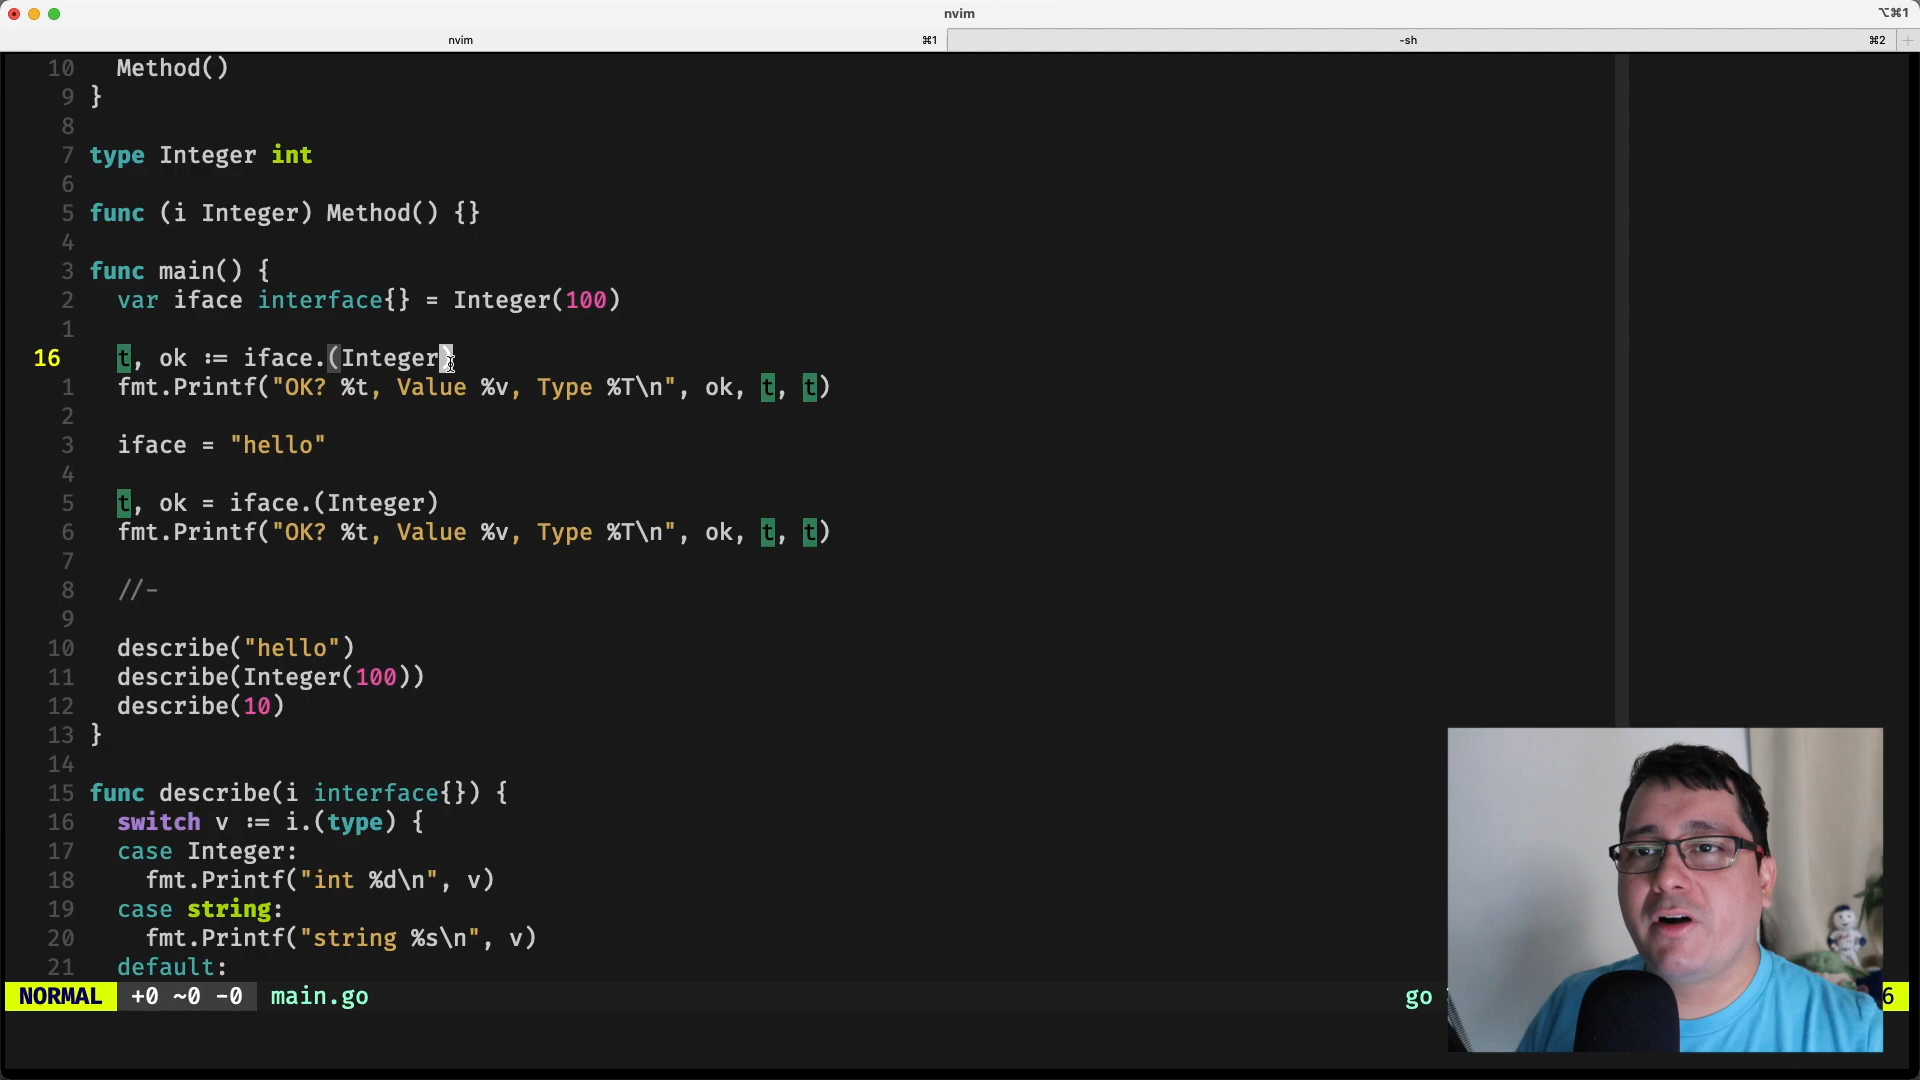 nvim
⌥⌘1
nvim ⌘1
-sh ⌘2
10 Method()
9 }
8
7 type Integer int
6
5 func (i Integer) Method() {}
4
3 func main() {
2 var iface interface{} = Integer(100)
1
16 t, ok := iface.(Integer)
1 fmt.Printf("OK? %t, Value %v, Type %T\n", ok, t, t)
2
3 iface = "hello"
4
5 t, ok = iface.(Integer)
6 fmt.Printf("OK? %t, Value %v, Type %T\n", ok, t, t)
7
8 //-
9
10 describe("hello")
11 describe(Integer(100))
12 describe(10)
13 }
14
15 func describe(i interface{}) {
16 switch v := i.(type) {
17 case Integer:
18 fmt.Printf("int %d\n", v)
19 case string:
20 fmt.Printf("string %s\n", v)
21 default:
NORMAL +0 ~0 -0 main.go go 6